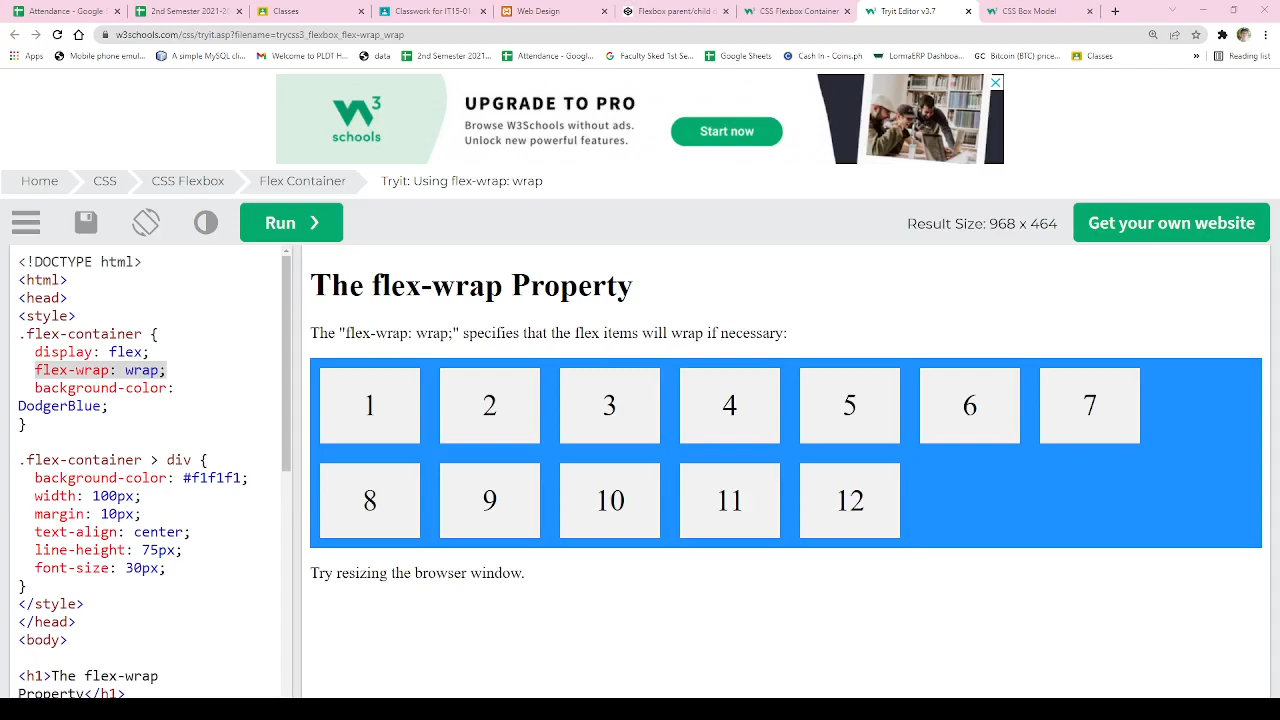 Attendance - Google
2nd Semester 2021-20
Classes
Classwork for IT15-01
Web Design
Flexbox parent/child
CSS Flexbox Container
Tryit Editor v3.7
CSS Box Model
w3schools.com/css/tryit.asp?filename=trycss3_flexbox_flex-wrap_wrap
Apps
Mobile phone emul...
A simple MySQL cli...
Welcome to PLDT H...
data
2nd Semester 2021...
Attendance - Googl...
Faculty Sked 1st Se...
Google Sheets
Cash In - Coins.ph
LormaERP Dashboa...
Bitcoin (BTC) price...
Classes
»
Reading list
W3 schools
UPGRADE TO PRO
Browse W3Schools without ads.
Unlock new powerful features.
Start now
Home
CSS
CSS Flexbox
Flex Container
Tryit: Using flex-wrap: wrap
Run ❯
Result Size: 968 x 464
Get your own website
<!DOCTYPE html>
<html>
<head>
<style>
.flex-container {
display: flex;
flex-wrap: wrap;
background-color:
DodgerBlue;
}
.flex-container > div {
background-color: #f1f1f1;
width: 100px;
margin: 10px;
text-align: center;
line-height: 75px;
font-size: 30px;
}
</style>
</head>
<body>
<h1>The flex-wrap
Property</h1>
The flex-wrap Property
The "flex-wrap: wrap;" specifies that the flex items will wrap if necessary:
1 2 3 4 5 6 7
8 9 10 11 12
Try resizing the browser window.